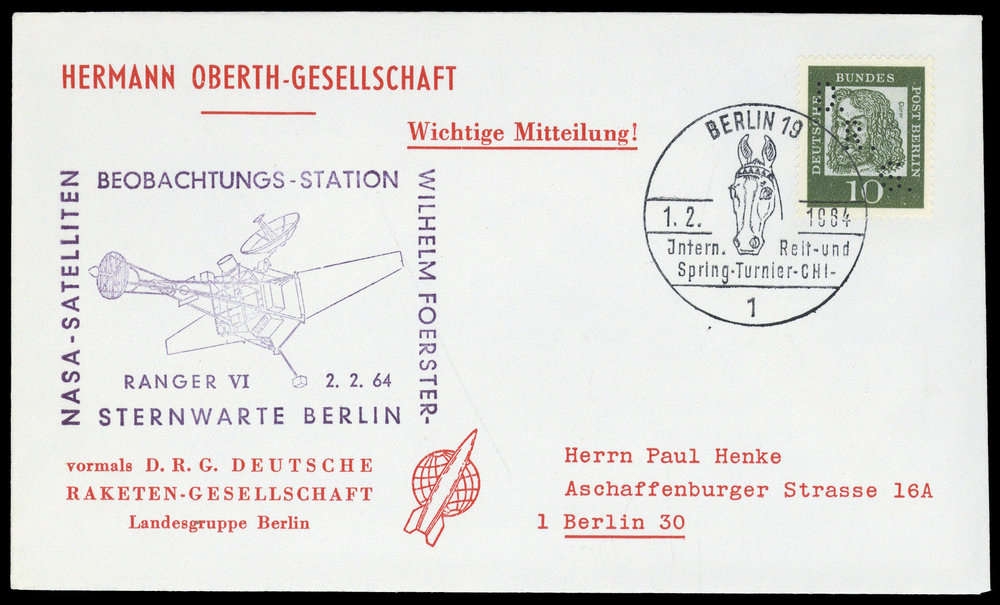 HERMANN OBERTH-GESELLSCHAFT
Wichtige Mitteilung!
NASA-SATELLITEN
BEOBACHTUNGS-STATION
WILHELM FOERSTER-
RANGER VI 2. 2. 64
STERNWARTE BERLIN
vormals D. R. G. DEUTSCHE
RAKETEN-GESELLSCHAFT
Landesgruppe Berlin
BERLIN 19
1. 2. 1964
Intern. Reit-und
Spring-Turnier-CHI-
1
DEUTSCHE
BUNDES
POST BERLIN
Dürer
10
Herrn Paul Henke
Aschaffenburger Strasse 16A
1 Berlin 30